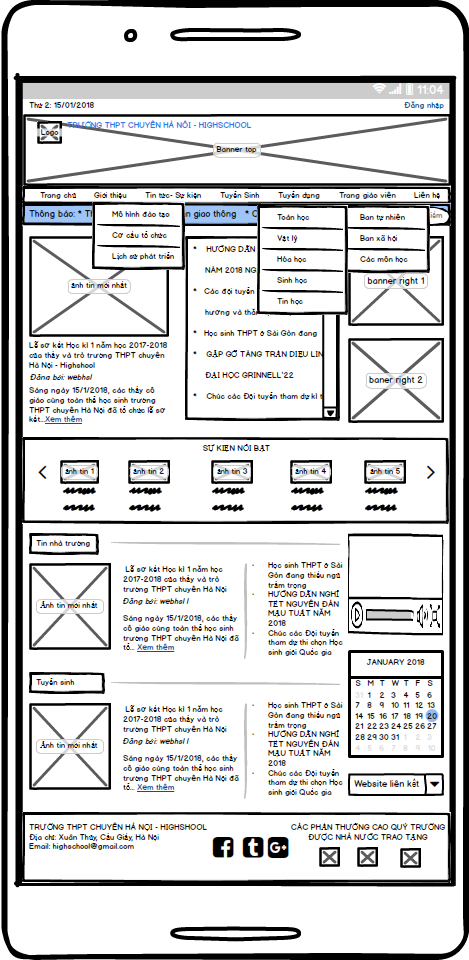 11:04
Thứ 2: 15/01/2018
Đăng nhập
Logo
TRƯỜNG THPT CHUYÊN HÀ NỘI - HIGHSCHOOL
Banner top
Trang chủ
Giới thiệu
Tin tức- Sự kiện
Tuyển Sinh
Tuyển dụng
Trang giáo viên
Liên hệ
Thông báo: *
an giao thông
Mô hình đào tạo
Cơ cấu tổ chức
Lịch sử phát triển
Toán học
Vật lý
Hóa học
Sinh học
Tin học
Ban tự nhiên
Ban xã hội
Các môn học
ảnh tin mới nhất
Lễ sơ kết Học kì 1 năm học 2017-2018
của thầy và trò trường THPT chuyên
Hà Nội - Highschool
Đăng bởi: webhsl
Sáng ngày 15/1/2018, các thầy cô
giáo cùng toàn thể học sinh trường
THPT chuyên Hà Nội đã tổ chức lễ sơ
kết.. Xem thêm
* HƯỚNG DẪN
NĂM 2018 NG
* Các đội tuyển
hướng và thôn
* Học sinh THPT ở Sài Gòn đang
* GẶP GỠ TĂNG TRẦN DIỆU LIN
ĐẠI HỌC GRINNELL'22
* Chúc các Đội tuyển tham dự kì t
banner right 1
baner right 2
SỰ KIỆN NỔI BẬT
ảnh tin 1
ảnh tin 2
ảnh tin 3
ảnh tin 4
ảnh tin 5
Tin nhà trường
Ảnh tin mới nhất
Lễ sơ kết Học kì 1 năm học
2017-2018 của thầy và trò
trường THPT chuyên Hà Nội
Đăng bởi: webhsl l
Sáng ngày 15/1/2018, các thầy
cô giáo cùng toàn thể học sinh
trường THPT chuyên Hà Nội đã
tổ... Xem thêm
• Học sinh THPT ở Sài
Gòn đang thiếu ngủ
trầm trọng
• HƯỚNG DẪN NGHỈ
TẾT NGUYÊN ĐÁN
MẬU TUẤT NĂM
2018
• Chúc các Đội tuyển
tham dự thi chọn Học
sinh giỏi Quốc gia
Tuyển sinh
Ảnh tin mới nhất
Lễ sơ kết Học kì 1 năm học
2017-2018 của thầy và trò
trường THPT chuyên Hà Nội
Đăng bởi: webhsl l
Sáng ngày 15/1/2018, các thầy
cô giáo cùng toàn thể học sinh
trường THPT chuyên Hà Nội đã
tổ... Xem thêm
• Học sinh THPT ở Sài
Gòn đang thiếu ngủ
trầm trọng
• HƯỚNG DẪN NGHỈ
TẾT NGUYÊN ĐÁN
MẬU TUẤT NĂM
2018
• Chúc các Đội tuyển
tham dự thi chọn Học
sinh giỏi Quốc gia
JANUARY 2018
S M T W T F S
31 1 2 3 4 5 6
7 8 9 10 11 12 13
14 15 16 17 18 19 20
21 22 23 24 25 26 27
28 29 30 31 1 2 3
4 5 6 7 8 9 10
Website liên kết
TRƯỜNG THPT CHUYÊN HÀ NỘI - HIGHSCHOOL
Địa chỉ: Xuân Thủy, Cầu Giấy, Hà Nội
Email: highschool@gmail.com
CÁC PHẦN THƯỞNG CAO QUÝ TRƯỜNG
ĐƯỢC NHÀ NƯỚC TRAO TẶNG